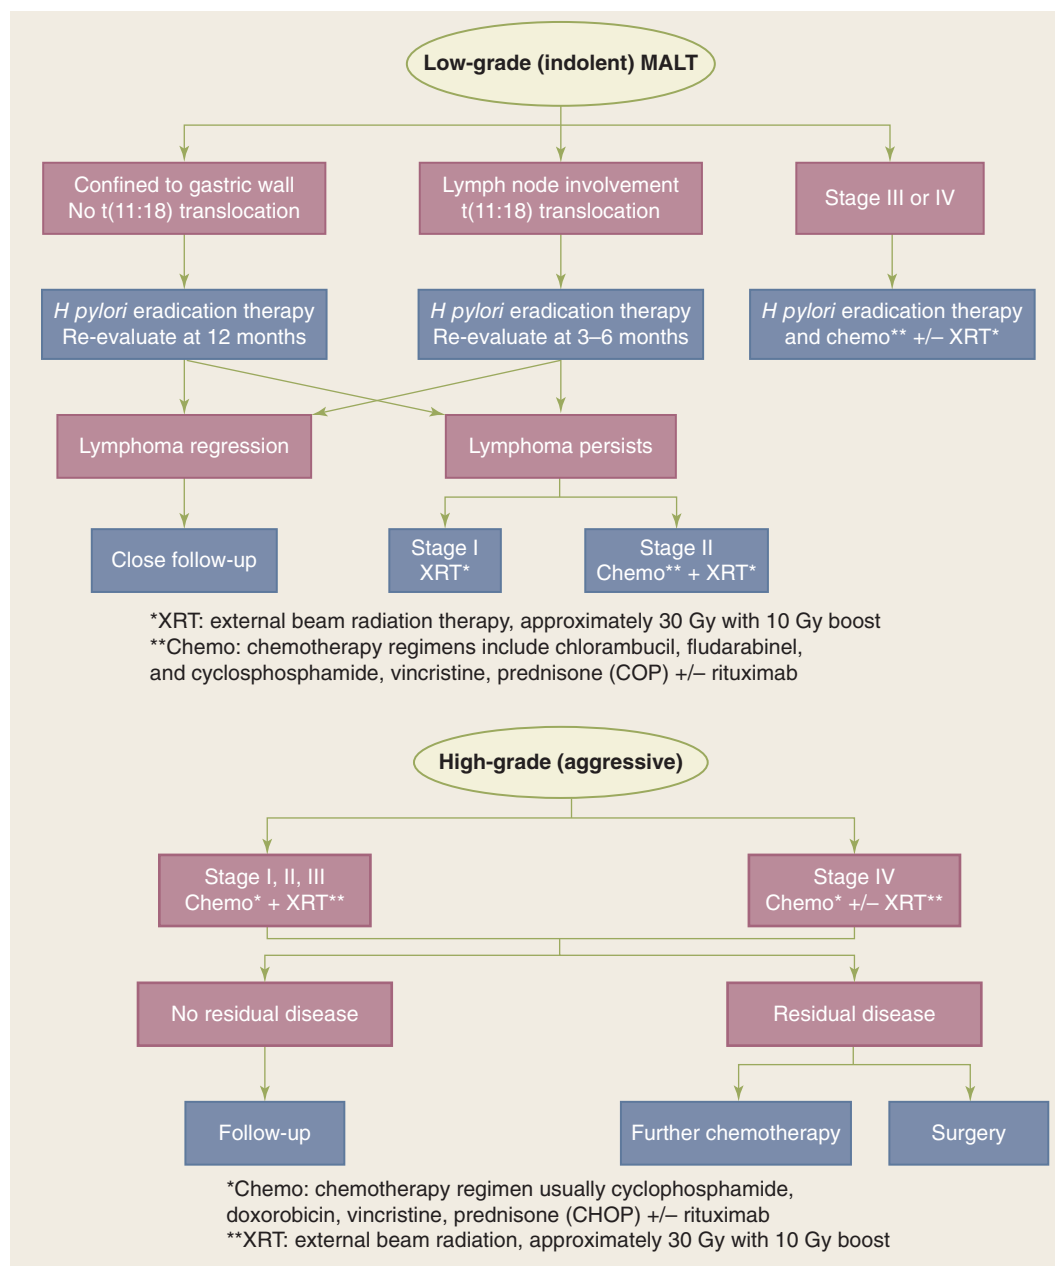 Low-grade (indolent) MALT
Confined to gastric wall
No t(11:18) translocation
Lymph node involvement
t(11:18) translocation
Stage III or IV
H pylori eradication therapy
Re-evaluate at 12 months
H pylori eradication therapy
Re-evaluate at 3–6 months
H pylori eradication therapy
and chemo** +/– XRT*
Lymphoma regression
Lymphoma persists
Close follow-up
Stage I
XRT*
Stage II
Chemo** + XRT*
*XRT: external beam radiation therapy, approximately 30 Gy with 10 Gy boost
**Chemo: chemotherapy regimens include chlorambucil, fludarabinel,
and cyclosphosphamide, vincristine, prednisone (COP) +/– rituximab
High-grade (aggressive)
Stage I, II, III
Chemo* + XRT**
Stage IV
Chemo* +/– XRT**
No residual disease
Residual disease
Follow-up
Further chemotherapy
Surgery
*Chemo: chemotherapy regimen usually cyclophosphamide,
doxorobicin, vincristine, prednisone (CHOP) +/– rituximab
**XRT: external beam radiation, approximately 30 Gy with 10 Gy boost